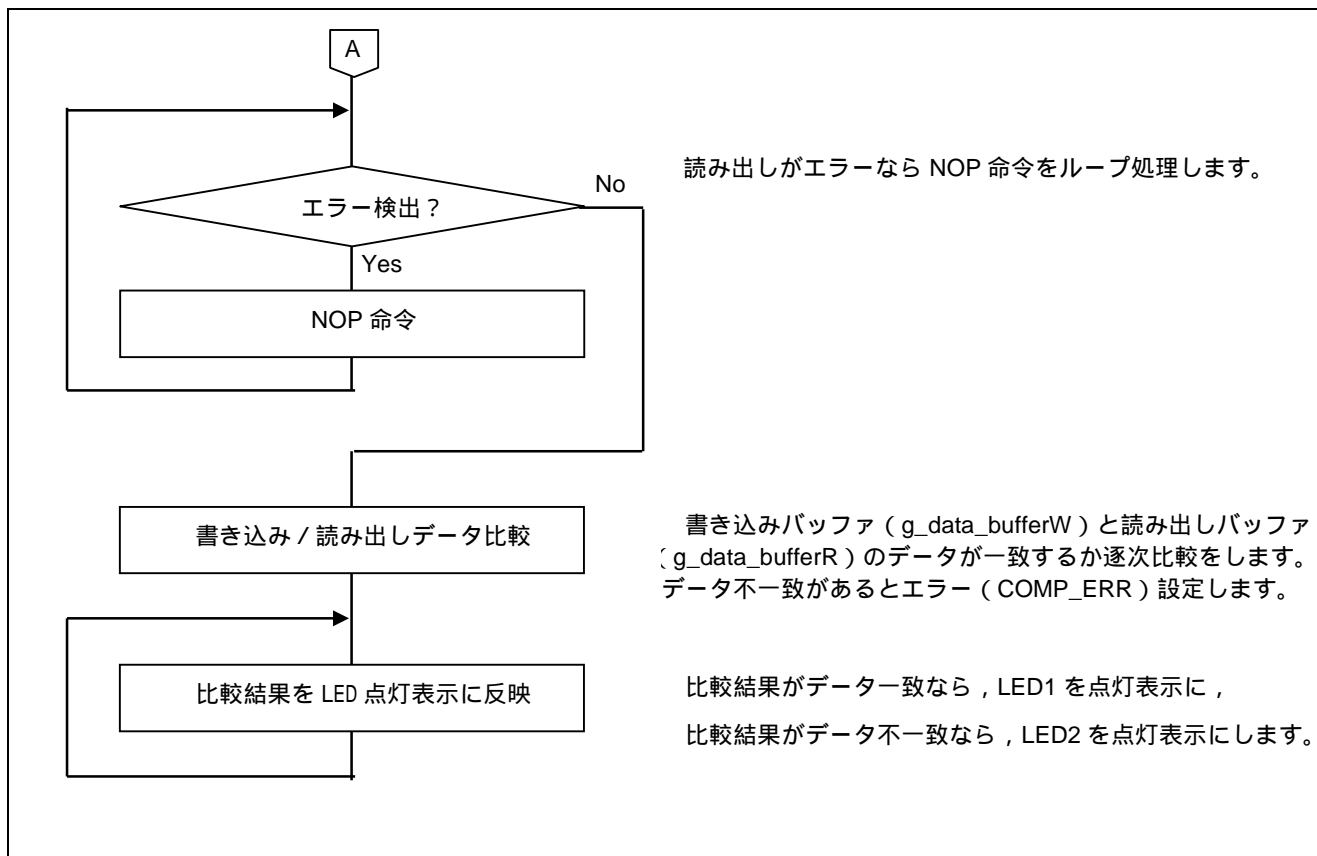 A
読み出しがエラーなら NOP 命令をループ処理します。
No
エラー検出？
Yes
NOP 命令
書き込み / 読み出しデータ比較
書き込みバッファ（g_data_bufferW）と読み出しバッファ
（g_data_bufferR）のデータが一致するか逐次比較をします。
データ不一致があるとエラー（COMP_ERR）設定します。
比較結果を LED 点灯表示に反映
比較結果がデータ一致なら，LED1 を点灯表示に，
比較結果がデータ不一致なら，LED2 を点灯表示にします。